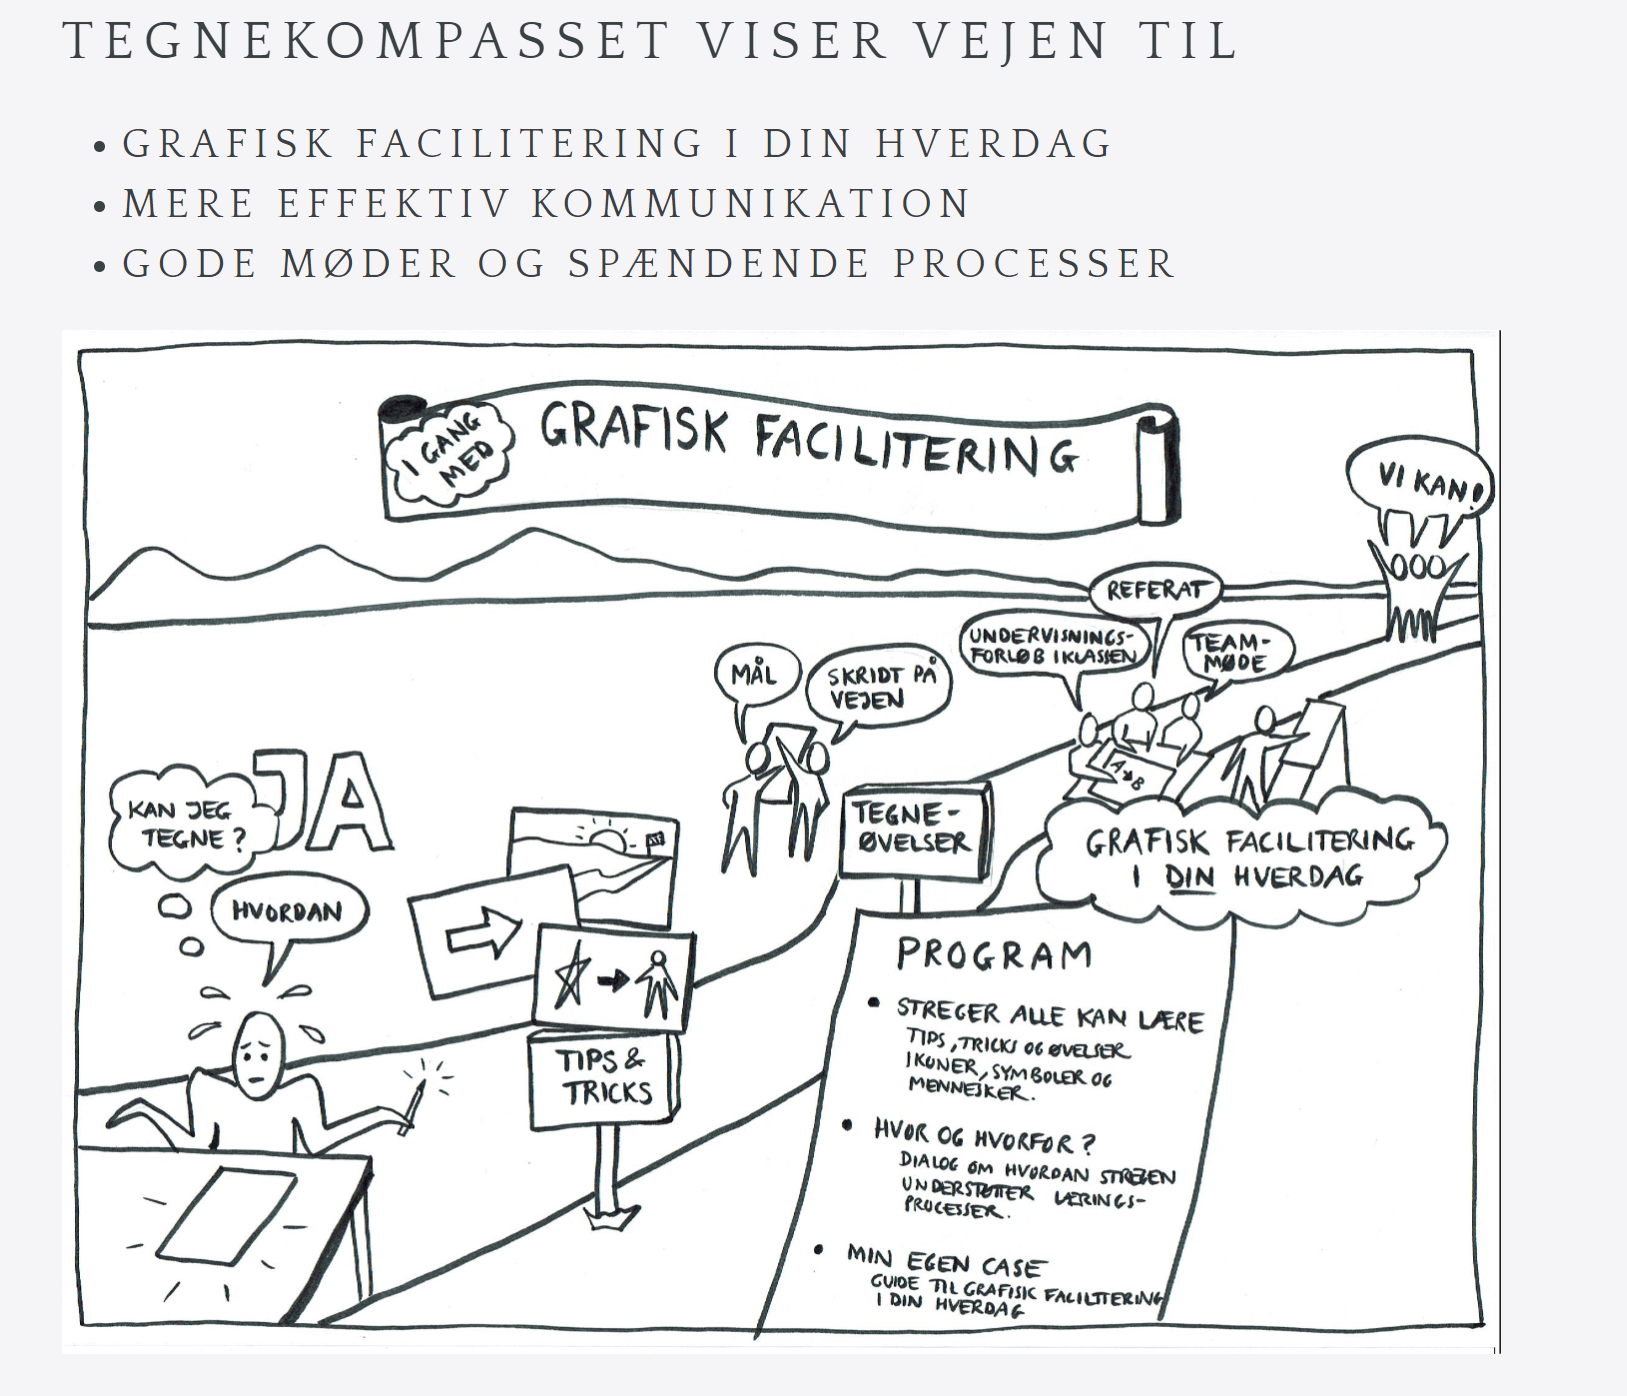 TEGNEKOMPASSET VISER VEJEN TIL
• GRAFISK FACILITERING I DIN HVERDAG
• MERE EFFEKTIV KOMMUNIKATION
• GODE MØDER OG SPÆNDENDE PROCESSER
I GANG
MED
GRAFISK FACILITERING
VI KAN!
REFERAT
UNDERVISNINGS-
FORLØB I KLASSEN
TEAM-
MØDE
MÅL
SKRIDT PÅ
VEJEN
A→B
JA
KAN JEG
TEGNE?
HVORDAN
TEGNE-
ØVELSER
GRAFISK FACILITERING
I DIN HVERDAG
TIPS &
TRICKS
PROGRAM
• STREGER ALLE KAN LÆRE
TIPS, TRICKS OG ØVELSER
IKONER, SYMBOLER OG
MENNESKER.
• HVOR OG HVORFOR?
DIALOG OM HVORDAN STREGEN
UNDERSTØTTER LÆRINGS-
PROCESSER.
• MIN EGEN CASE
GUIDE TIL GRAFISK FACILITERING
I DIN HVERDAG